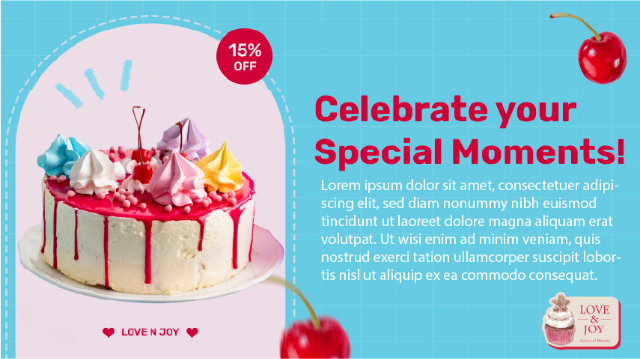 15%
OFF
Celebrate your
Special Moments!
Lorem ipsum dolor sit amet, consectetuer adipi-
scing elit, sed diam nonummy nibh euismod
tincidunt ut laoreet dolore magna aliquam erat
volutpat. Ut wisi enim ad minim veniam, quis
nostrud exerci tation ullamcorper suscipit lobor-
tis nisl ut aliquip ex ea commodo consequat.
LOVE N JOY
LOVE
&
JOY